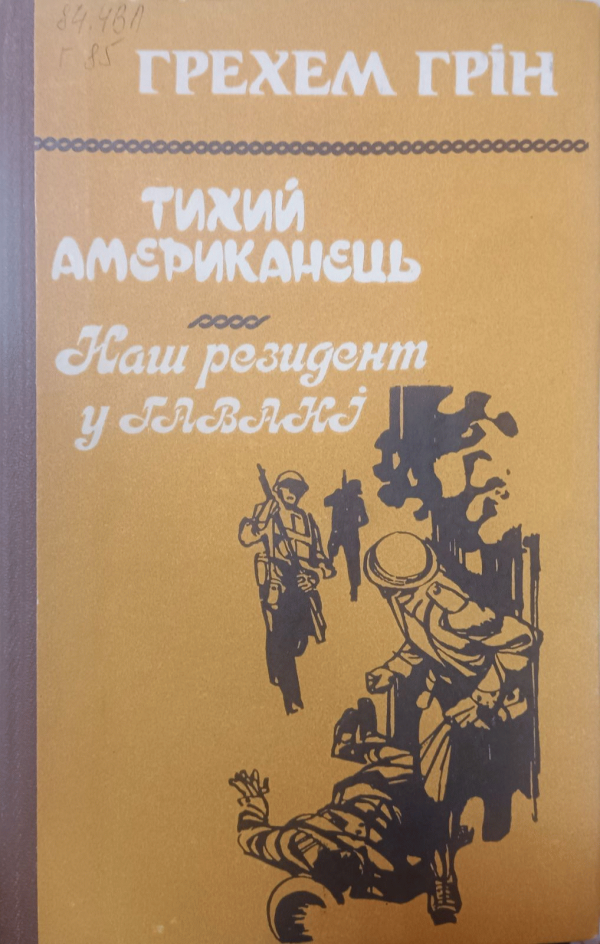 84.4ВЛ
Г 85
ГРЕХЕМ ГРІН
ТИХИЙ
АМЕРИКАНЕЦЬ
Наш резидент
у ГАВАНІ